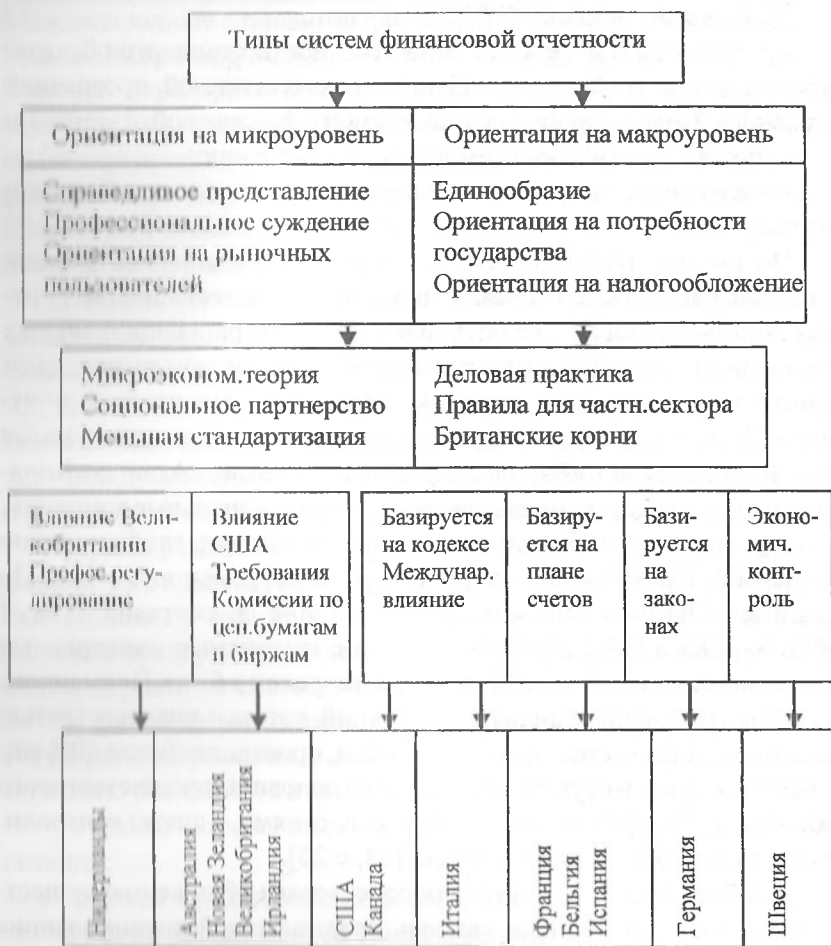 Типы систем финансовой отчетности
Ориентация на микроуровень
Ориентация на макроуровень
Справедливое представление
Профессиональное суждение
Ориентация на рыночных
пользователей
Единообразие
Ориентация на потребности
государства
Ориентация на налогообложение
Микроэконом.теория
Социональное партнерство
Меньшая стандартизация
Деловая практика
Правила для частн.сектора
Британские корни
Влияние Вели-
кобритании
Профес.регу-
лирование
Влияние
США
Требования
Комиссии по
цен.бумагам
и биржам
Базируется
на кодексе
Междунар.
влияние
Базиру-
ется на
плане
счетов
Бази-
руется
на
зако-
нах
Эконо-
мич.
конт-
роль
Нидерланды
Австралия
Новая Зеландия
Великобритания
Ирландия
США
Канада
Италия
Франция
Бельгия
Испания
Германия
Швеция